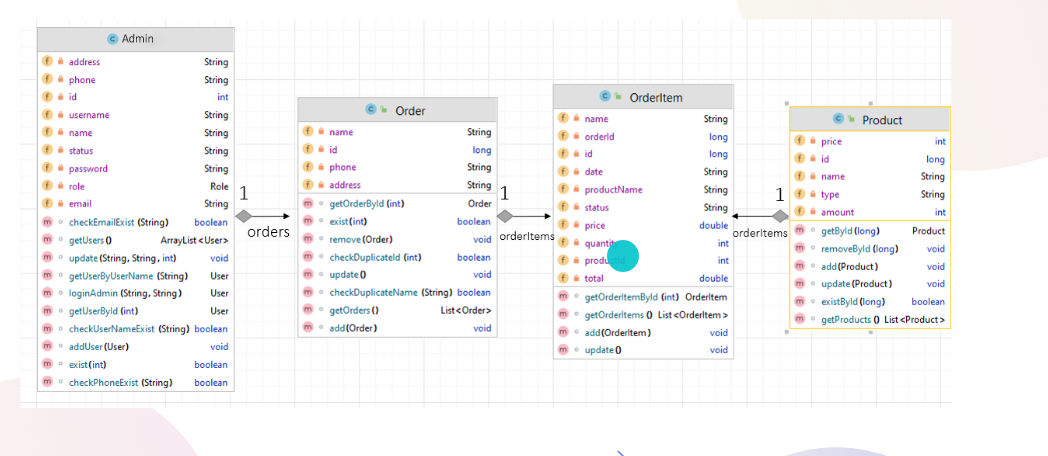 Admin
address String
phone String
id int
username String
name String
status String
password String
role Role
email String
checkEmailExist (String) boolean
getUsers () ArrayList<User>
update (String, String, int) void
getUserByUserName (String) User
loginAdmin (String, String) User
getUserById (int) User
checkUserNameExist (String) boolean
addUser (User) void
exist (int) boolean
checkPhoneExist (String) boolean
1
orders
Order
name String
id long
phone String
address String
getOrderById (int) Order
exist (int) boolean
remove (Order) void
checkDuplicateId (int) boolean
update () void
checkDuplicateName (String) boolean
getOrders () List<Order>
add (Order) void
1
orderItems
OrderItem
name String
orderId long
id long
date String
productName String
status String
price double
quantity int
int
total double
getOrderItemById (int) OrderItem
getOrderItems () List<OrderItem>
add (OrderItem) void
update () void
1
orderItems
Product
price int
id long
name String
type String
amount int
getById (long) Product
removeById (long) void
add (Product) void
update (Product) void
existById (long) boolean
getProducts () List<Product>